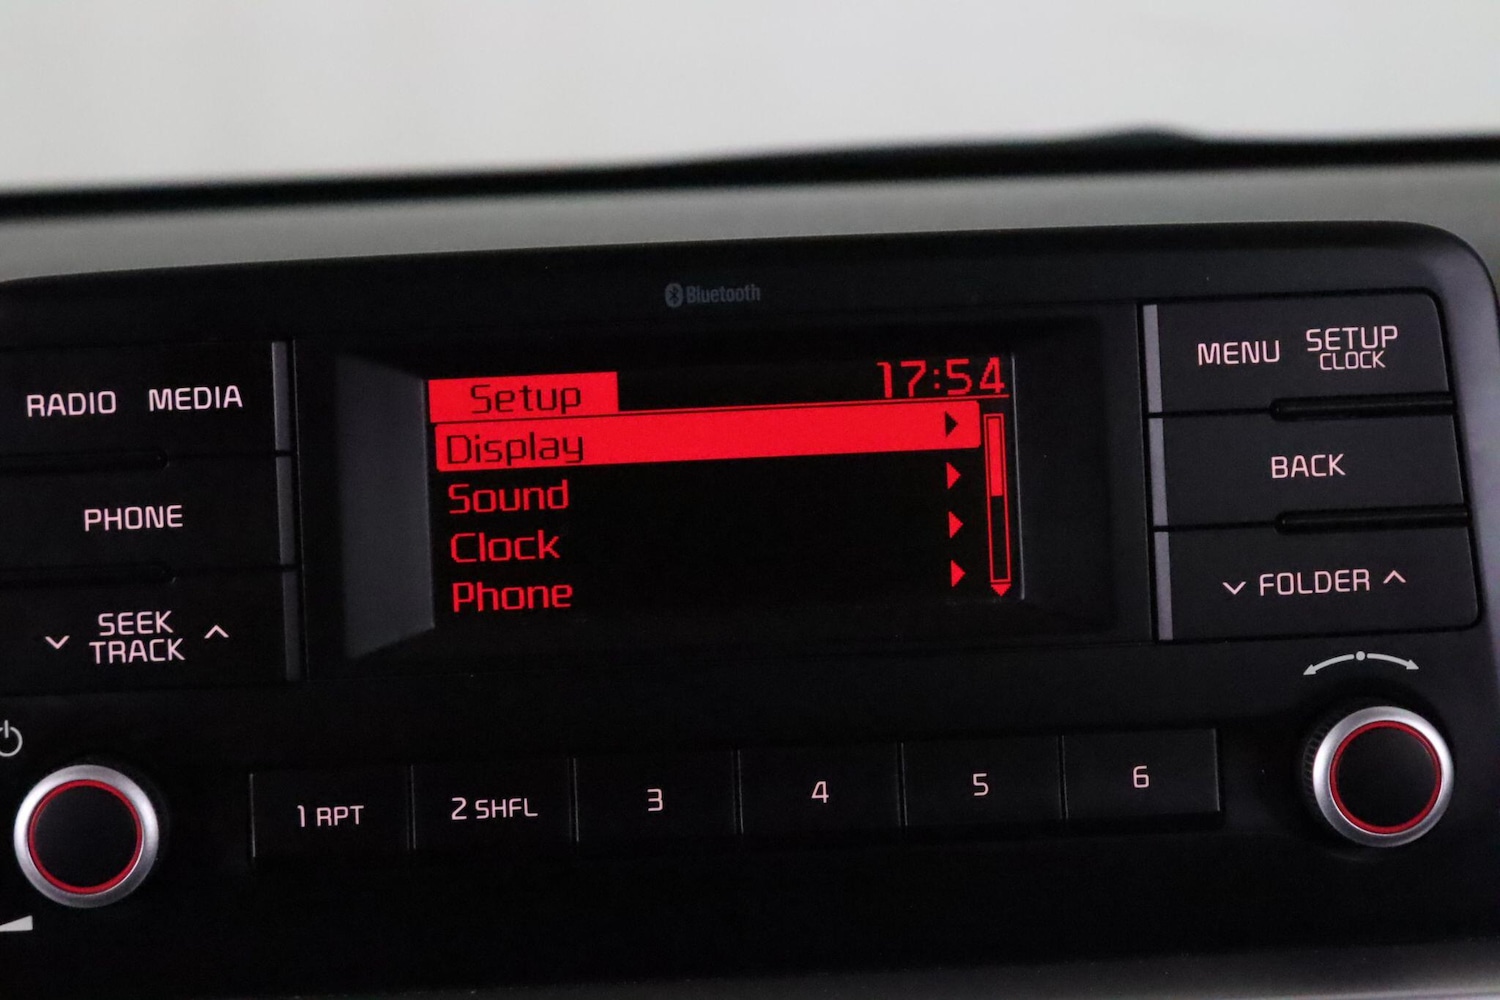 Bluetooth
RADIO MEDIA
PHONE
SEEK
TRACK
Setup 17:54
Display
Sound
Clock
Phone
MENU SETUP
CLOCK
BACK
FOLDER
1 RPT 2 SHFL 3 4 5 6